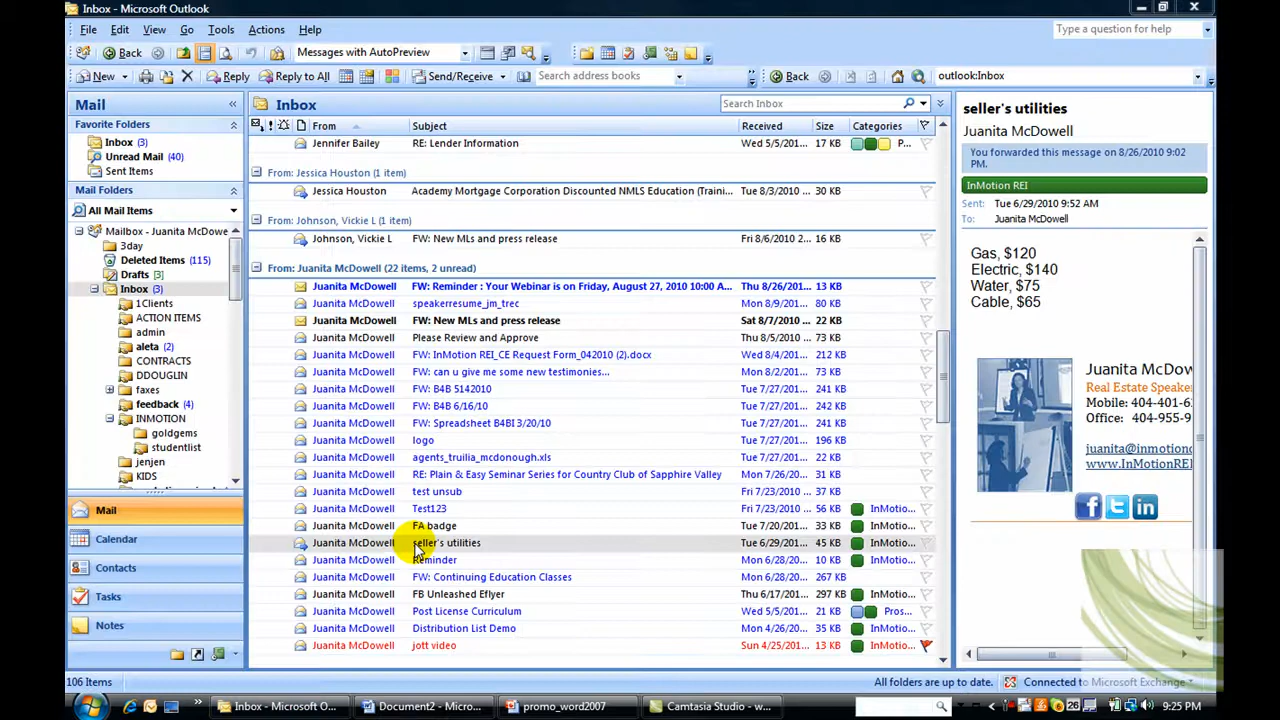 Inbox - Microsoft Outlook
File Edit View Go Tools Actions Help
Type a question for help
Back
Messages with AutoPreview
New
Reply
Reply to All
Send/Receive
Search address books
Back
outlook:Inbox
Mail
Favorite Folders
Inbox (3)
Unread Mail (40)
Sent Items
Mail Folders
All Mail Items
Mailbox - Juanita McDowe
3day
Deleted Items (115)
Drafts [3]
Inbox (3)
1Clients
ACTION ITEMS
admin
aleta (2)
CONTRACTS
DDOUGLIN
faxes
feedback (4)
INMOTION
goldgems
studentlist
jenjen
KIDS
Mail
Calendar
Contacts
Tasks
Notes
Inbox
Search Inbox
From Subject Received Size Categories
Jennifer Bailey RE: Lender Information Wed 5/5/201... 17 KB P...
From: Jessica Houston (1 item)
Jessica Houston Academy Mortgage Corporation Discounted NMLS Education (Traini... Tue 8/3/2010 ... 30 KB
From: Johnson, Vickie L (1 item)
Johnson, Vickie L FW: New MLs and press release Fri 8/6/2010 2... 16 KB
From: Juanita McDowell (22 items, 2 unread)
Juanita McDowell FW: Reminder : Your Webinar is on Friday, August 27, 2010 10:00 A... Thu 8/26/2010 ... 13 KB
Juanita McDowell speakerresume_jm_trec Mon 8/9/201... 80 KB
Juanita McDowell FW: New MLs and press release Sat 8/7/2010 ... 22 KB
Juanita McDowell Please Review and Approve Thu 8/5/2010 ... 73 KB
Juanita McDowell FW: InMotion REI_CE Request Form_042010 (2).docx Wed 8/4/201... 212 KB
Juanita McDowell FW: can u give me some new testimonies... Mon 8/2/201... 73 KB
Juanita McDowell FW: B4B 5142010 Tue 7/27/201... 241 KB
Juanita McDowell FW: B4B 6/16/10 Tue 7/27/201... 242 KB
Juanita McDowell FW: Spreadsheet B4BI 3/20/10 Tue 7/27/201... 241 KB
Juanita McDowell logo Tue 7/27/201... 196 KB
Juanita McDowell agents_truilia_mcdonough.xls Tue 7/27/201... 22 KB
Juanita McDowell RE: Plain & Easy Seminar Series for Country Club of Sapphire Valley Mon 7/26/201... 31 KB
Juanita McDowell test unsub Fri 7/23/2010 ... 37 KB
Juanita McDowell Test123 Fri 7/23/2010 ... 56 KB InMotio...
Juanita McDowell FA badge Tue 7/20/201... 33 KB InMotio...
Juanita McDowell seller's utilities Tue 6/29/201... 45 KB InMotio...
Juanita McDowell Reminder Mon 6/28/201... 10 KB InMotio...
Juanita McDowell FW: Continuing Education Classes Mon 6/28/201... 267 KB
Juanita McDowell FB Unleashed Eflyer Thu 6/17/201... 297 KB InMotio...
Juanita McDowell Post License Curriculum Wed 5/5/201... 21 KB Pros...
Juanita McDowell Distribution List Demo Mon 4/26/20... 35 KB InMotio...
Juanita McDowell jott video Sun 4/25/201... 13 KB InMotio...
seller's utilities
Juanita McDowell
You forwarded this message on 8/26/2010 9:02
PM.
InMotion REI
Sent: Tue 6/29/2010 9:52 AM
To: Juanita McDowell
Gas, $120
Electric, $140
Water, $75
Cable, $65
Juanita McDowell
Real Estate Speaker
Mobile: 404-401-6
Office: 404-955-9
juanita@inmotion
www.InMotionREI
106 Items
All folders are up to date.
Connected to Microsoft Exchange
Inbox - Microsoft O...
Document2 - Micro...
promo_word2007
Camtasia Studio - w...
26
9:25 PM